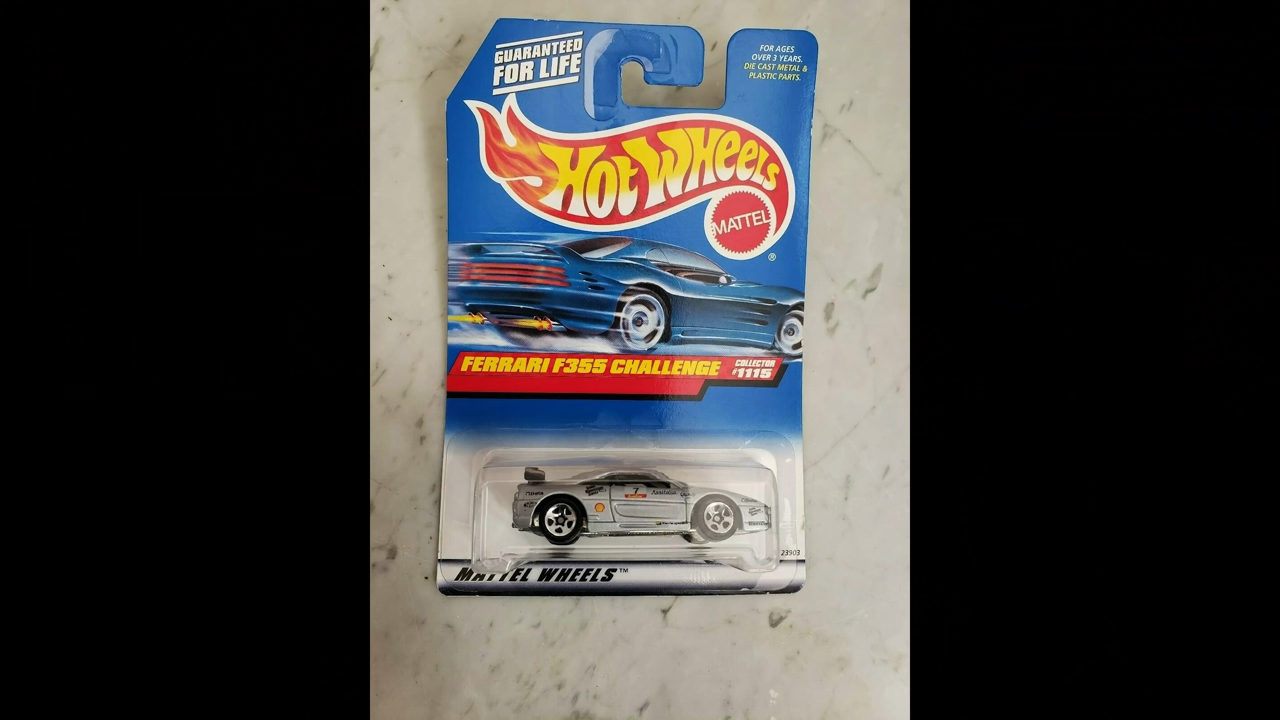 GUARANTEED
FOR LIFE
FOR AGES
OVER 3 YEARS.
DIE CAST METAL &
PLASTIC PARTS.
HOT WHEELS
MATTEL
®
FERRARI F355 CHALLENGE
COLLECTOR
#1115
7
23903
MATTEL WHEELS™